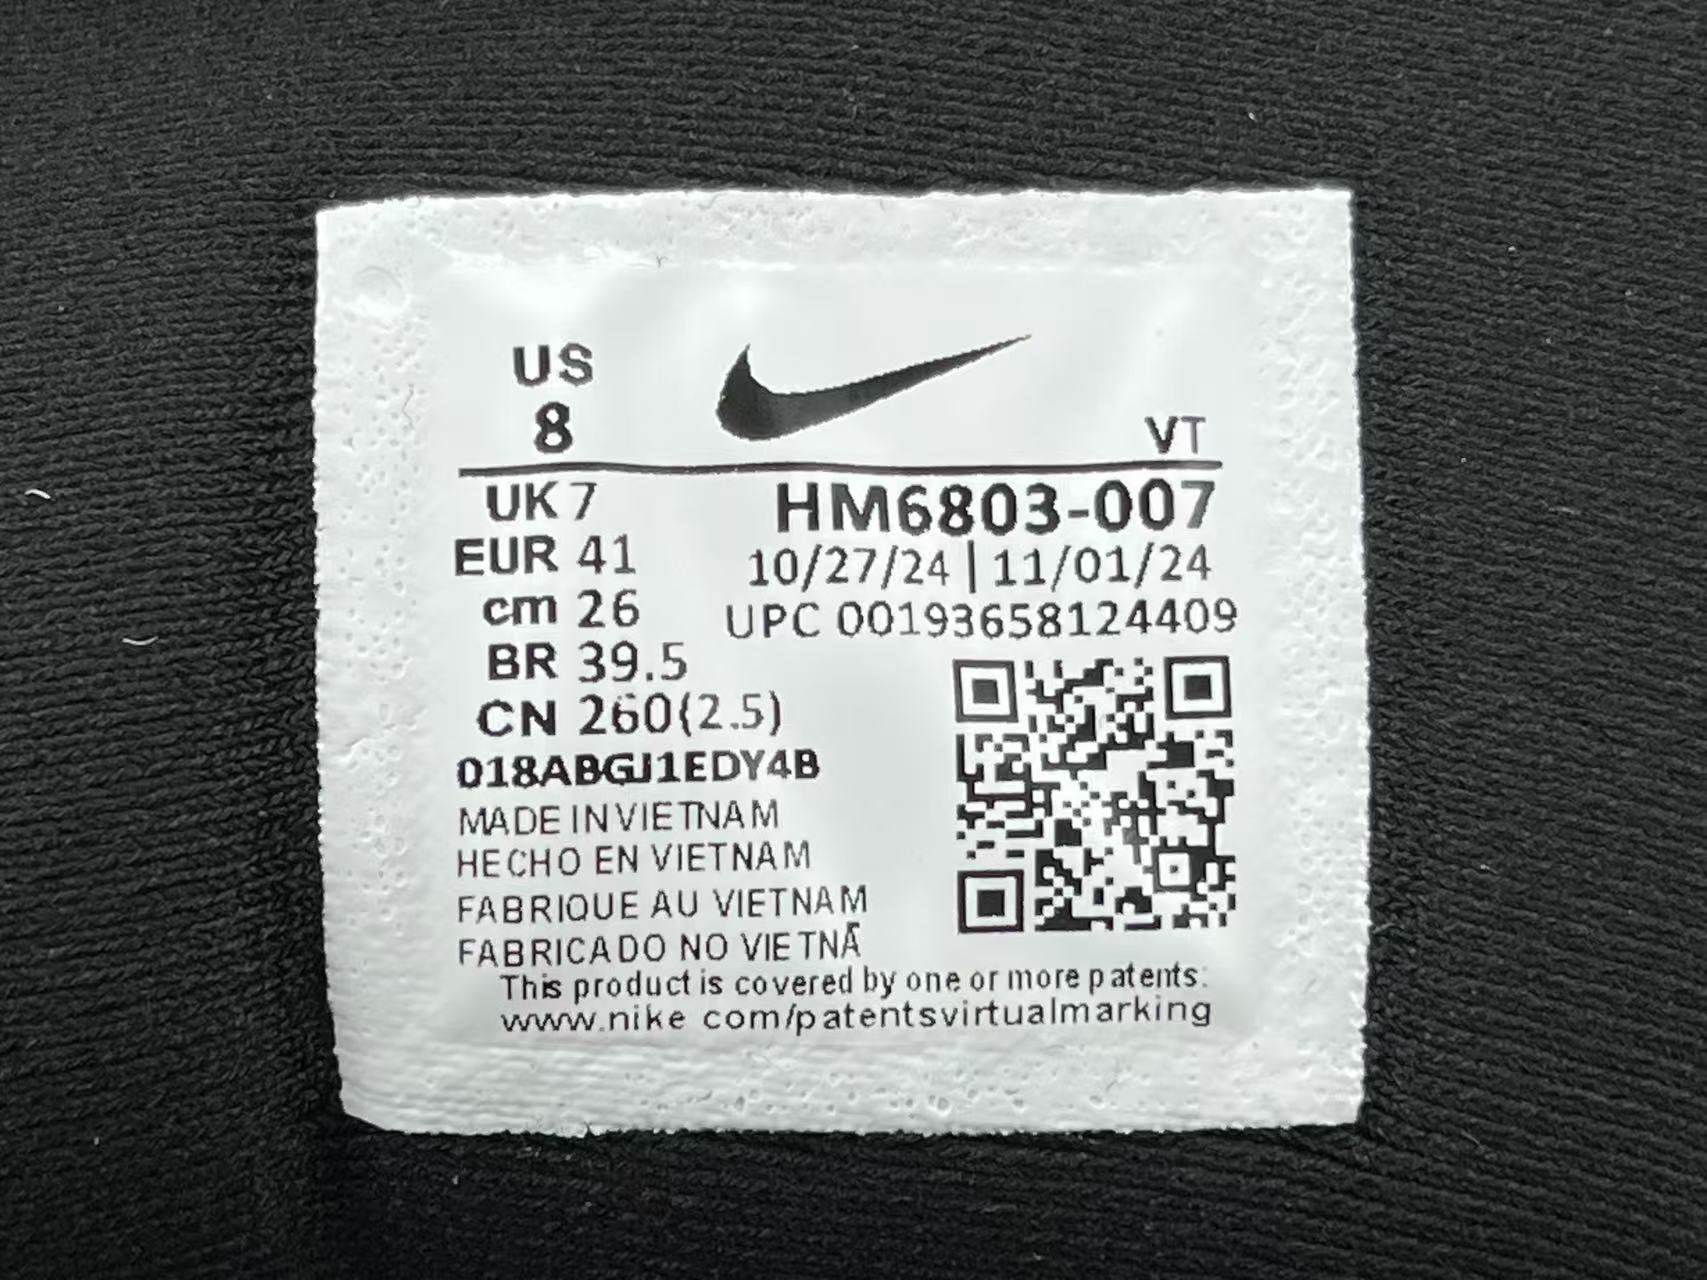 US
8
VT
UK 7
HM6803-007
EUR 41
10/27/24 | 11/01/24
cm 26
UPC 00193658124409
BR 39.5
CN 260(2.5)
018ABGJ1EDY4B
MADE IN VIETNAM
HECHO EN VIETNAM
FABRIQUE AU VIETNAM
FABRICADO NO VIETNÃ
This product is covered by one or more patents:
www.nike com/patentsvirtualmarking